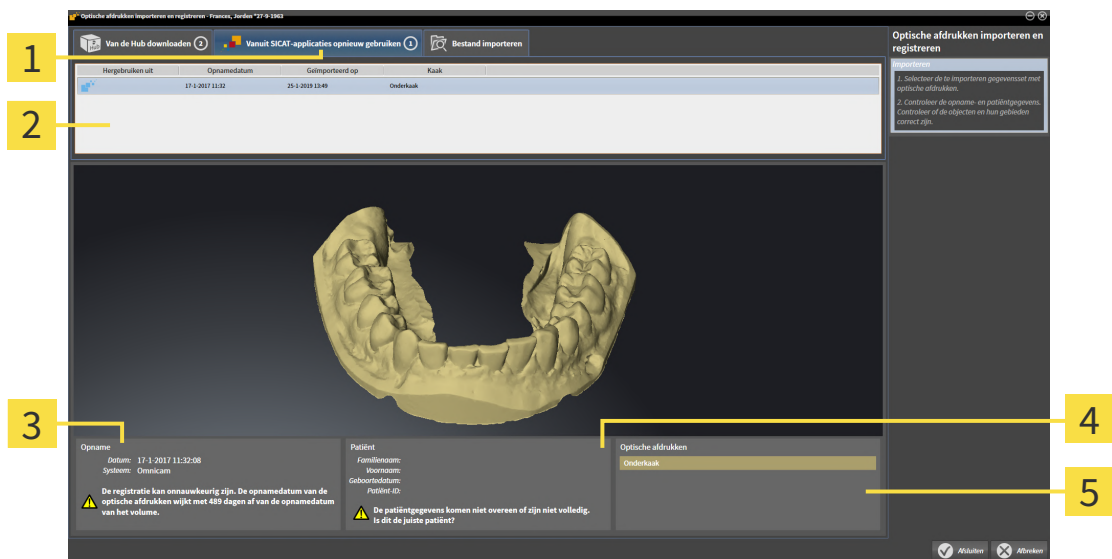 Optische afdrukken importeren en registreren - Frances, Jorden *27-9-1963
Hub
Van de Hub downloaden 2
Vanuit SICAT-applicaties opnieuw gebruiken 1
Bestand importeren
1
Hergebruiken uit Opnamedatum Geïmporteerd op Kaak
17-1-2017 11:32 25-1-2019 13:49 Onderkaak
2
Optische afdrukken importeren en
registreren
Importeren
1. Selecteer de te importeren gegevensset met
optische afdrukken.
2. Controleer de opname- en patiëntgegevens.
Controleer of de objecten en hun gebieden
correct zijn.
3
Opname
Datum: 17-1-2017 11:32:08
Systeem: Omnicam
De registratie kan onnauwkeurig zijn. De opnamedatum van de
optische afdrukken wijkt met 489 dagen af van de opnamedatum
van het volume.
4
Patiënt
Familienaam:
Voornaam:
Geboortedatum:
Patiënt-ID:
De patiëntgegevens komen niet overeen of zijn niet volledig.
Is dit de juiste patiënt?
Optische afdrukken
Onderkaak
5
Afsluiten
Afbreken